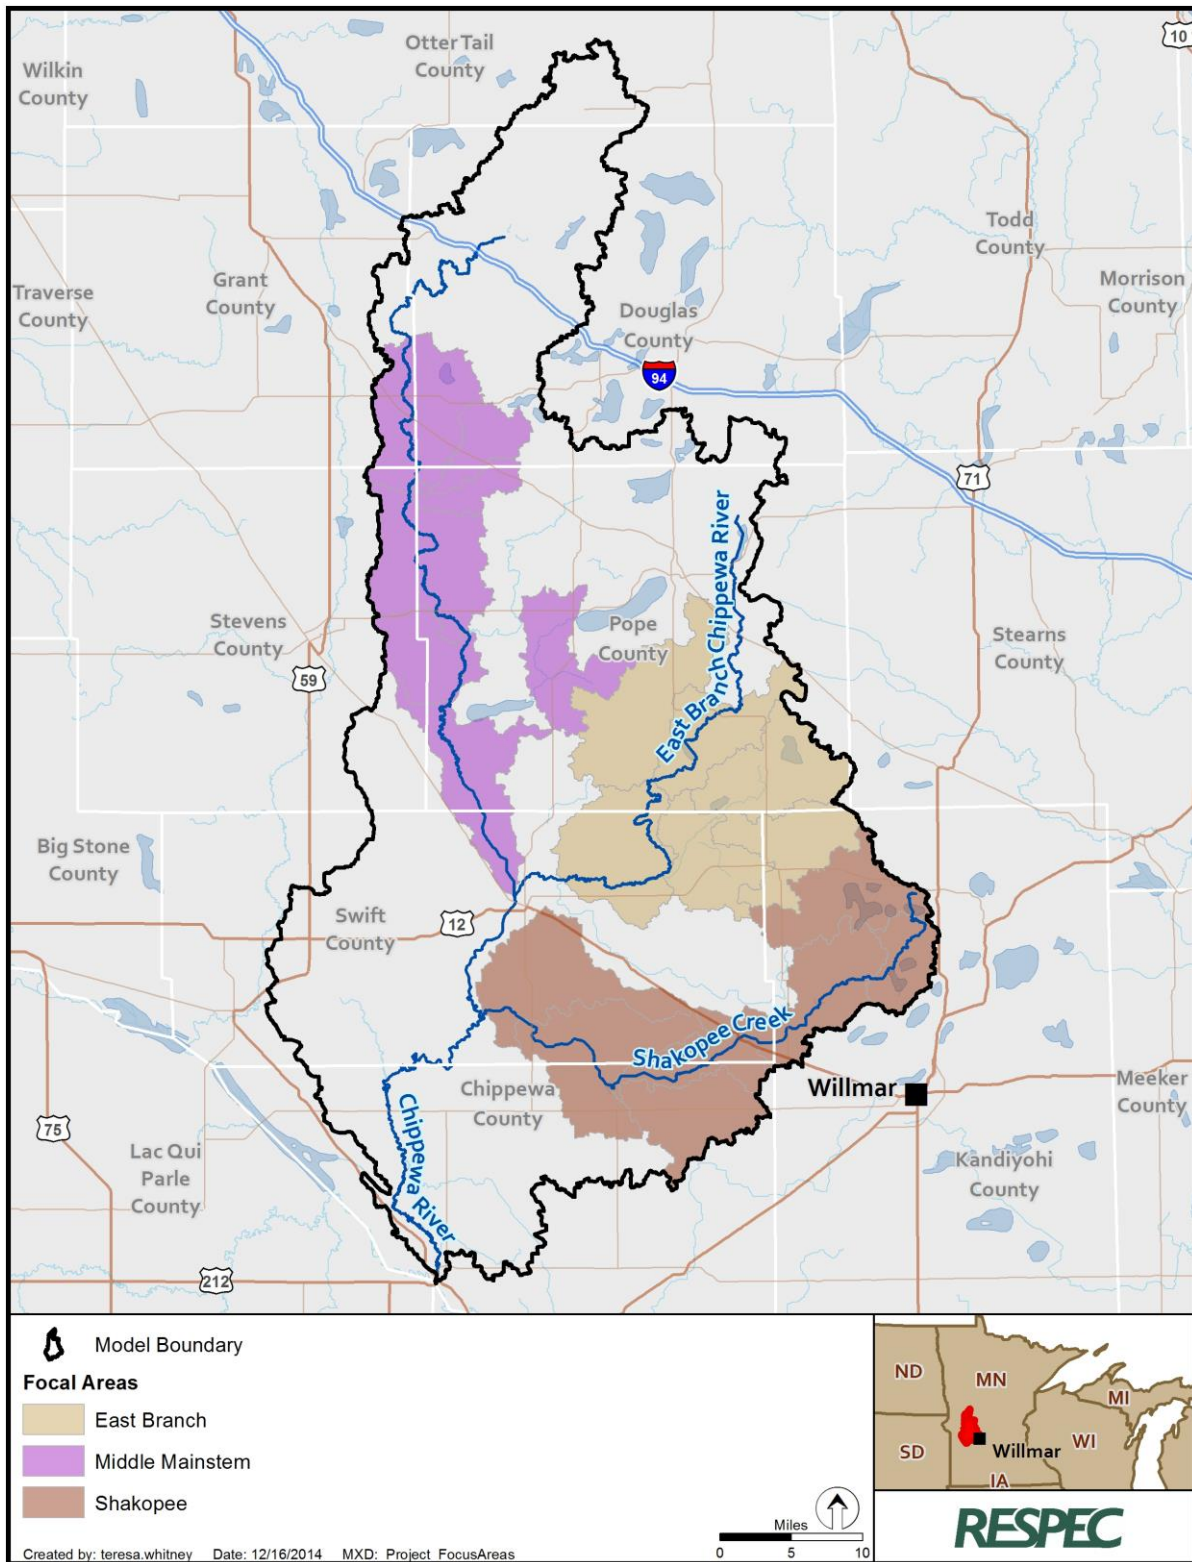 Otter Tail
County
10
Wilkin
County
Todd
County
Grant
County
Morrison
County
Traverse
County
Douglas
County
94
71
East Branch Chippewa River
Stevens
County
Pope
County
Stearns
County
59
Big Stone
County
Swift
County
12
Shakopee Creek
Willmar
Chippewa
County
Meeker
County
75
Chippewa River
Lac Qui
Parle
County
Kandiyohi
County
212
Model Boundary
Focal Areas
East Branch
Middle Mainstem
Shakopee
Miles
0 5 10
Created by: teresa.whitney Date: 12/16/2014 MXD: Project_FocusAreas
ND
MN
MI
SD
WI
Willmar
IA
RESPEC